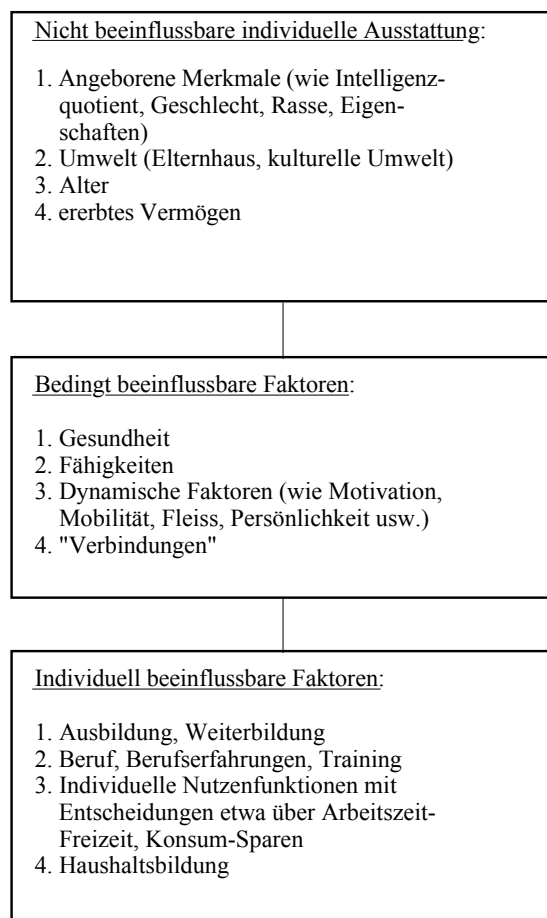 Nicht beeinflussbare individuelle Ausstattung:
1. Angeborene Merkmale (wie Intelligenz-
quotient, Geschlecht, Rasse, Eigen-
schaften)
2. Umwelt (Elternhaus, kulturelle Umwelt)
3. Alter
4. ererbtes Vermögen
Bedingt beeinflussbare Faktoren:
1. Gesundheit
2. Fähigkeiten
3. Dynamische Faktoren (wie Motivation,
Mobilität, Fleiss, Persönlichkeit usw.)
4. "Verbindungen"
Individuell beeinflussbare Faktoren:
1. Ausbildung, Weiterbildung
2. Beruf, Berufserfahrungen, Training
3. Individuelle Nutzenfunktionen mit
Entscheidungen etwa über Arbeitszeit-
Freizeit, Konsum-Sparen
4. Haushaltsbildung